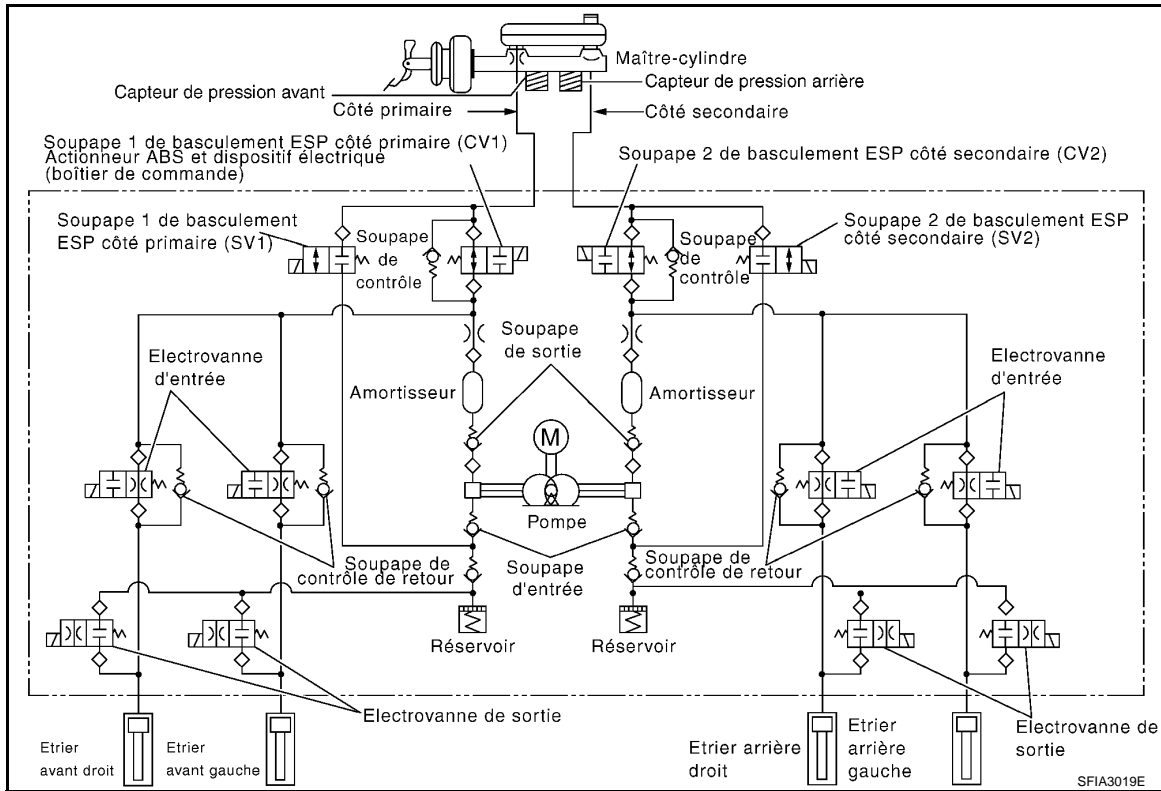 Maître-cylindre
Capteur de pression avant
Capteur de pression arrière
Côté primaire
Côté secondaire
Soupape 1 de basculement ESP côté primaire (CV1)
Actionneur ABS et dispositif électrique
(boîtier de commande)
Soupape 2 de basculement ESP côté secondaire (CV2)
Soupape 1 de basculement
ESP côté primaire (SV1)
Soupape
de
contrôle
Soupape
de
contrôle
Soupape 2 de basculement ESP
côté secondaire (SV2)
Soupape
de sortie
Electrovanne
d'entrée
Amortisseur
Amortisseur
Electrovanne
d'entrée
M
Pompe
Soupape de
contrôle de retour
Soupape
d'entrée
Soupape de
contrôle de retour
Réservoir
Réservoir
Electrovanne de sortie
Electrovanne de
sortie
Etrier
avant droit
Etrier
avant gauche
Etrier arrière
droit
Etrier
arrière
gauche
SFIA3019E